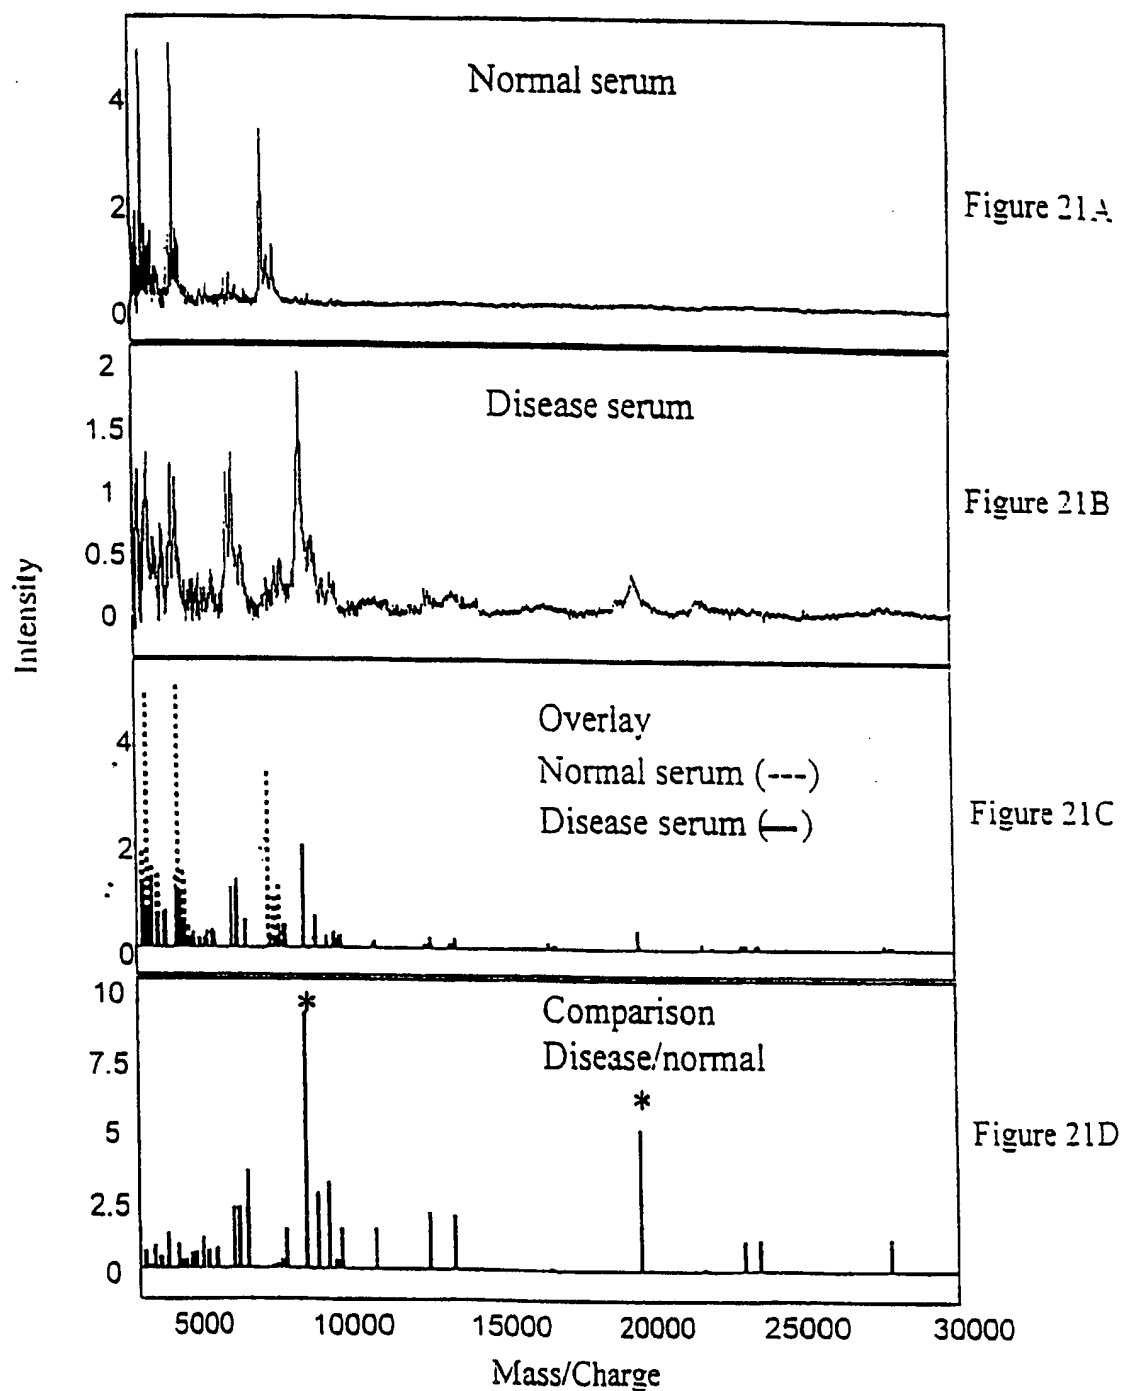 Normal serum
4
2
0
Figure 21A
Disease serum
2
1.5
1
0.5
0
Figure 21B
Intensity
Overlay
Normal serum (---)
Disease serum (—)
4
2
0
Figure 21C
Comparison
Disease/normal
*
*
10
7.5
5
2.5
0
Figure 21D
5000 10000 15000 20000 25000 30000
Mass/Charge